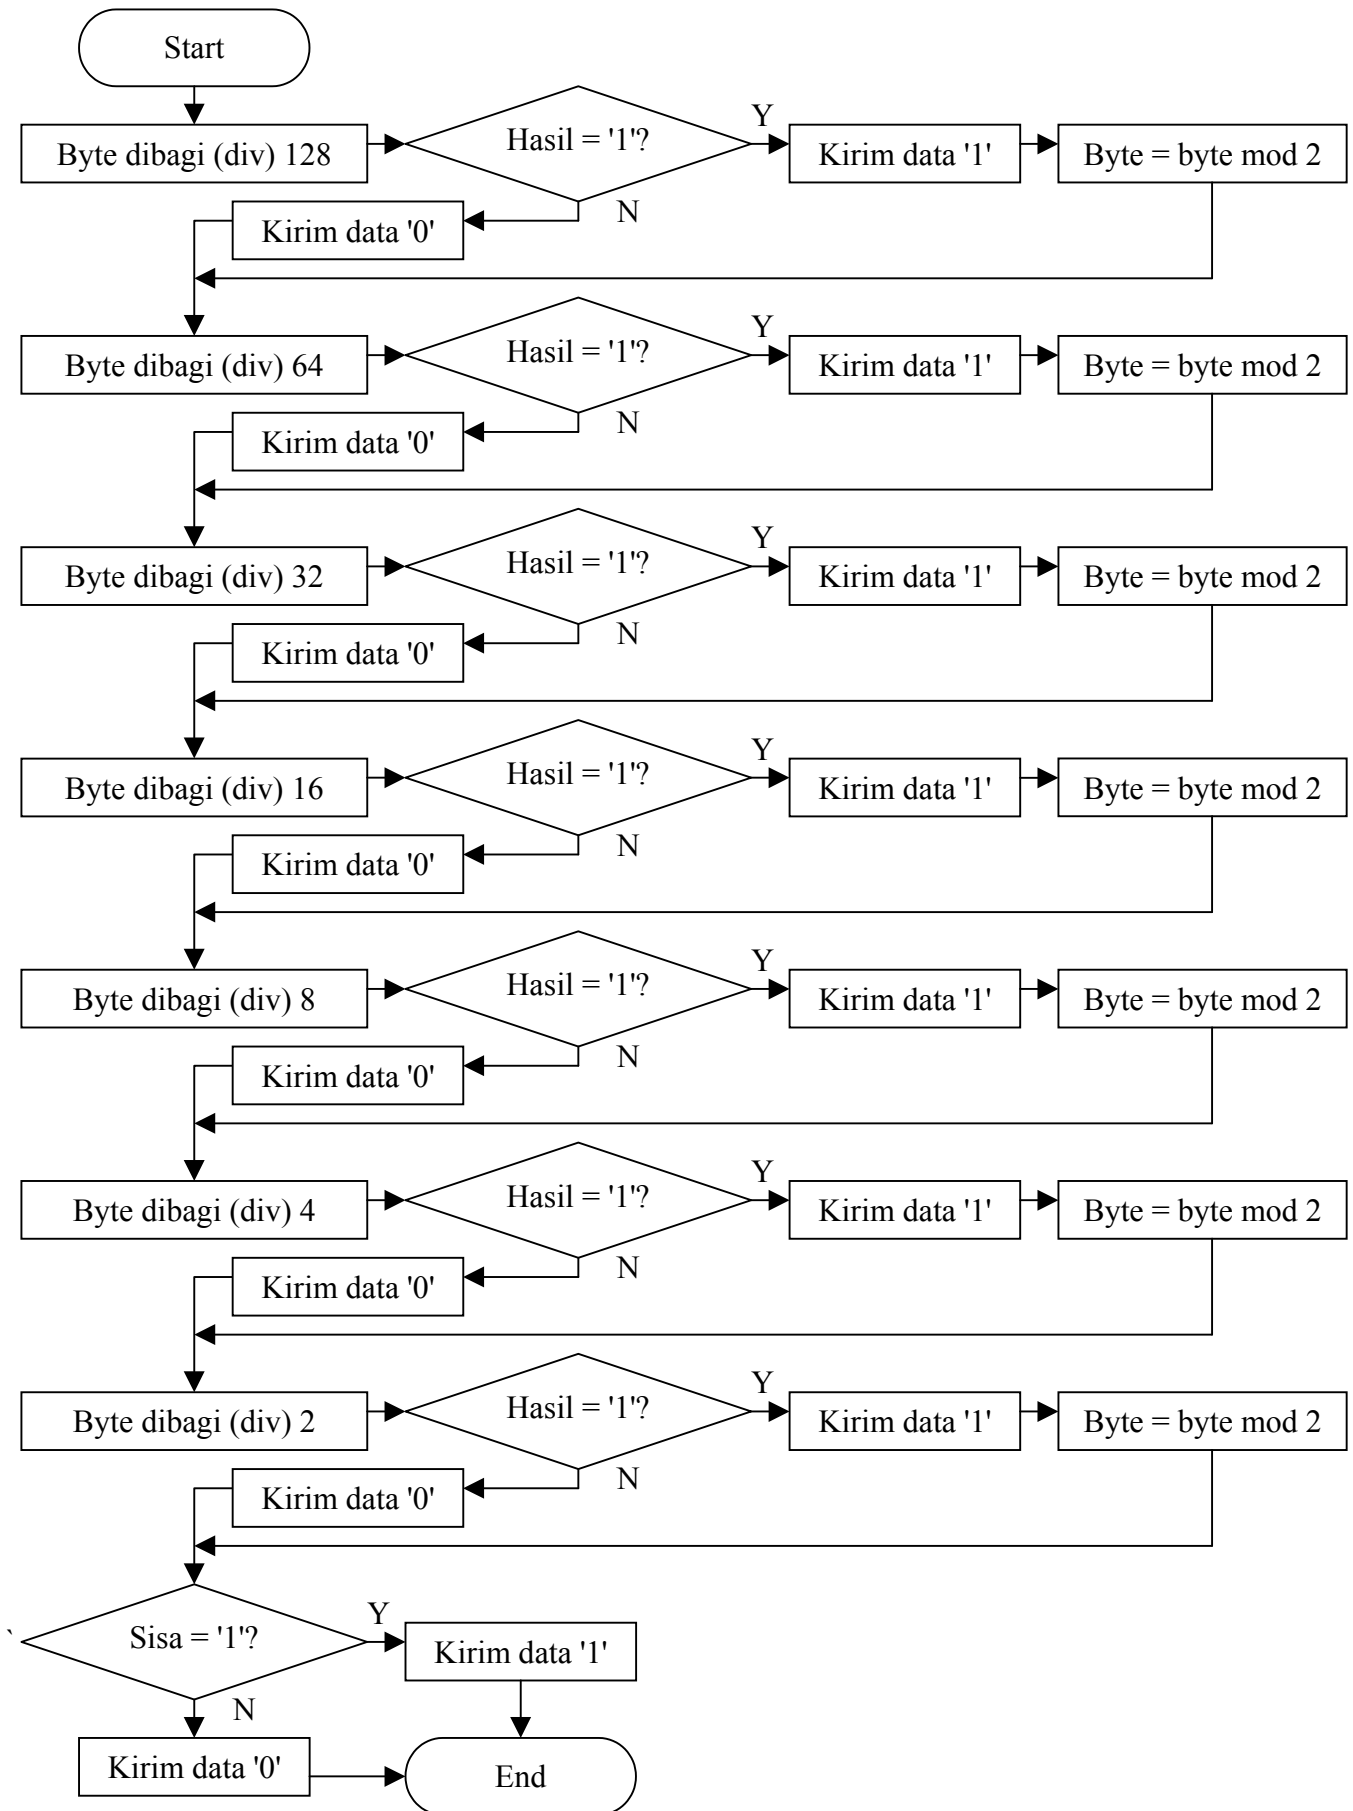 Start
Byte dibagi (div) 128
Hasil = '1'?
Y
Kirim data '1'
Byte = byte mod 2
N
Kirim data '0'
Byte dibagi (div) 64
Hasil = '1'?
Y
Kirim data '1'
Byte = byte mod 2
N
Kirim data '0'
Byte dibagi (div) 32
Hasil = '1'?
Y
Kirim data '1'
Byte = byte mod 2
N
Kirim data '0'
Byte dibagi (div) 16
Hasil = '1'?
Y
Kirim data '1'
Byte = byte mod 2
N
Kirim data '0'
Byte dibagi (div) 8
Hasil = '1'?
Y
Kirim data '1'
Byte = byte mod 2
N
Kirim data '0'
Byte dibagi (div) 4
Hasil = '1'?
Y
Kirim data '1'
Byte = byte mod 2
N
Kirim data '0'
Byte dibagi (div) 2
Hasil = '1'?
Y
Kirim data '1'
Byte = byte mod 2
N
Kirim data '0'
`
Sisa = '1'?
Y
Kirim data '1'
N
Kirim data '0'
End